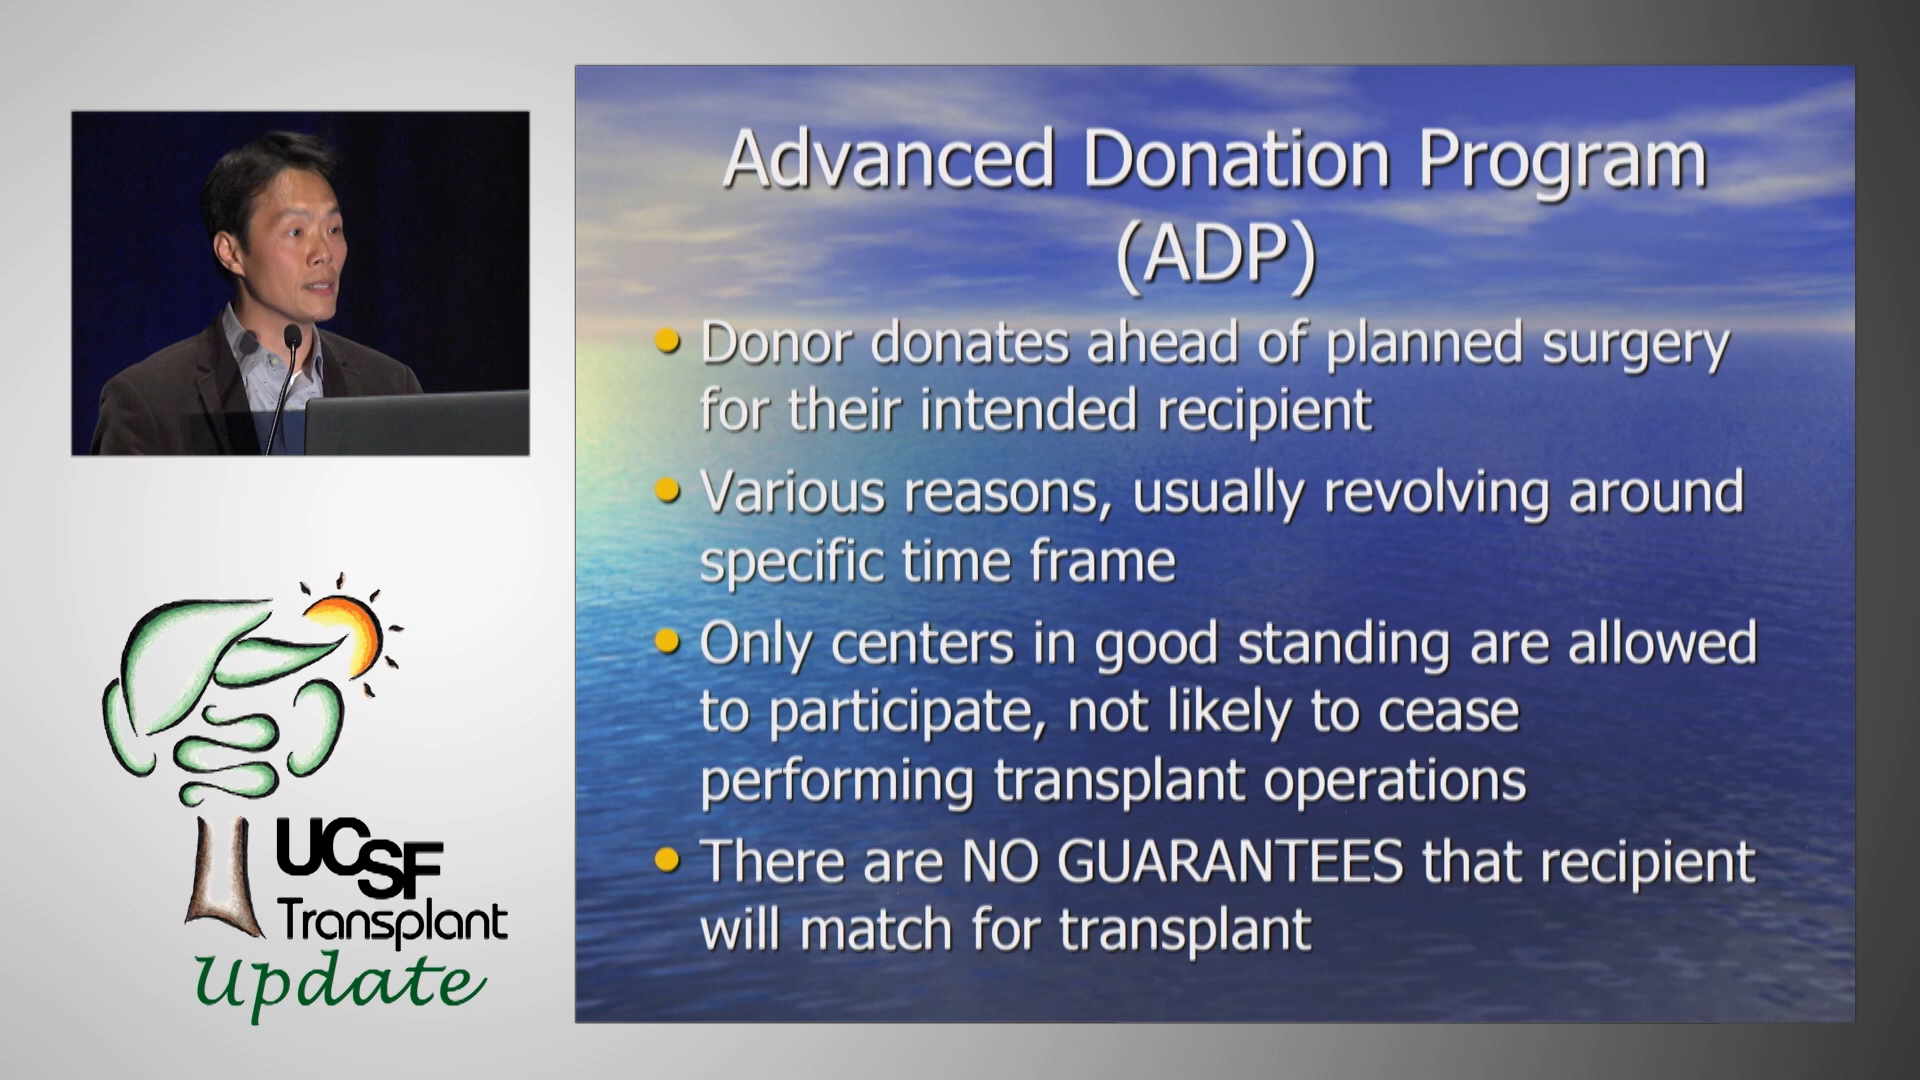 Advanced Donation Program
(ADP)
Donor donates ahead of planned surgery
for their intended recipient
Various reasons, usually revolving around
specific time frame
Only centers in good standing are allowed
to participate, not likely to cease
performing transplant operations
There are NO GUARANTEES that recipient
will match for transplant
UCSF
Transplant
Update